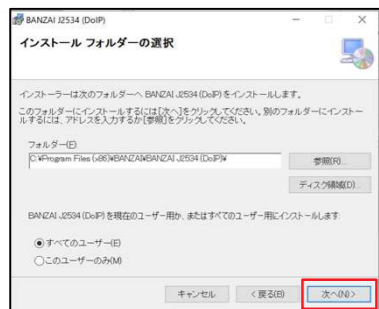 BANZAI J2534 (DoIP)
インストール フォルダーの選択
インストーラーは次のフォルダーへ BANZAI J2534 (DoIP) をインストールします。
このフォルダーにインストールするには[次へ]をクリックしてください。別のフォルダーにインストー
ルするには、アドレスを入力するか[参照]をクリックしてください。
フォルダー(E):
C:¥Program Files (x86)¥BANZAI¥BANZAI J2534 (DoIP)¥
参照(R)...
ディスク領域(D)...
BANZAI J2534 (DoIP) を現在のユーザー用か、またはすべてのユーザー用にインストールします:
すべてのユーザー(E)
このユーザーのみ(M)
キャンセル
< 戻る(B)
次へ(N) >